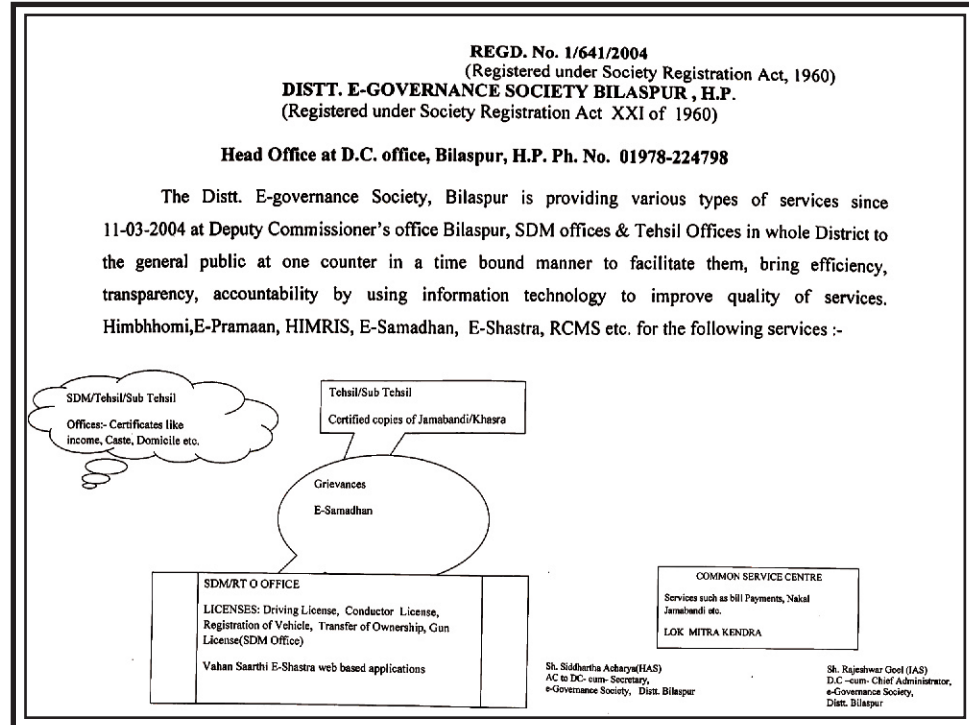 REGD. No. 1/641/2004
(Registered under Society Registration Act, 1960)
DISTT. E-GOVERNANCE SOCIETY BILASPUR , H.P.
(Registered under Society Registration Act XXI of 1960)
Head Office at D.C. office, Bilaspur, H.P. Ph. No. 01978-224798
The Distt. E-governance Society, Bilaspur is providing various types of services since
11-03-2004 at Deputy Commissioner's office Bilaspur, SDM offices & Tehsil Offices in whole District to
the general public at one counter in a time bound manner to facilitate them, bring efficiency,
transparency, accountability by using information technology to improve quality of services.
Himbhhomi,E-Pramaan, HIMRIS, E-Samadhan, E-Shastra, RCMS etc. for the following services :-
SDM/Tehsil/Sub Tehsil
Offices:- Certificates like
income, Caste, Domicile etc.
Tehsil/Sub Tehsil
Certified copies of Jamabandi/Khasra
Grievances
E-Samadhan
SDM/RT O OFFICE
LICENSES: Driving License, Conductor License,
Registration of Vehicle, Transfer of Ownership, Gun
License(SDM Office)
Vahan Saarthi E-Shastra web based applications
COMMON SERVICE CENTRE
Services such as bill Payments, Nakal
Jamabandi etc.
LOK MITRA KENDRA
Sh. Siddhartha Acharya(HAS)
AC to DC- cum- Secretary,
e-Governance Society, Distt. Bilaspur
Sh. Rajeshwar Goel (IAS)
D.C –cum- Chief Administrator,
e-Governance Society,
Distt. Bilaspur